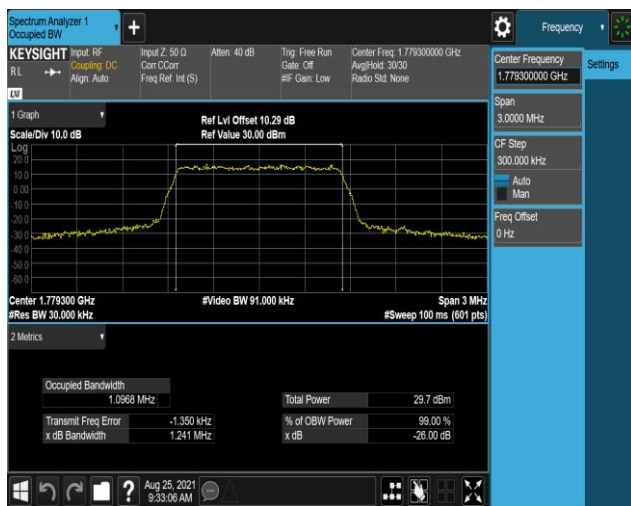 Spectrum Analyzer 1
Occupied BW
+
Frequency
KEYSIGHT
Input: RF
Input Z: 50 Ω
Atten: 40 dB
Trig: Free Run
Center Freq: 1.779300000 GHz
RL
Coupling: DC
Corr CCorr
Gate: Off
Avg|Hold: 30/30
Align: Auto
Freq Ref: Int (S)
#IF Gain: Low
Radio Std: None
LXI
Center Frequency
1.779300000 GHz
Settings
Span
3.0000 MHz
CF Step
300.000 kHz
Auto
Man
Freq Offset
0 Hz
1 Graph
Ref Lvl Offset 10.29 dB
Scale/Div 10.0 dB
Ref Value 30.00 dBm
Log
20.0
10.0
0.00
-10.0
-20.0
-30.0
-40.0
-50.0
-60.0
Center 1.779300 GHz
#Video BW 91.000 kHz
Span 3 MHz
#Res BW 30.000 kHz
#Sweep 100 ms (601 pts)
2 Metrics
Occupied Bandwidth
1.0968 MHz
Total Power
29.7 dBm
Transmit Freq Error
-1.350 kHz
% of OBW Power
99.00 %
x dB Bandwidth
1.241 MHz
x dB
-26.00 dB
?
Aug 25, 2021
9:33:06 AM